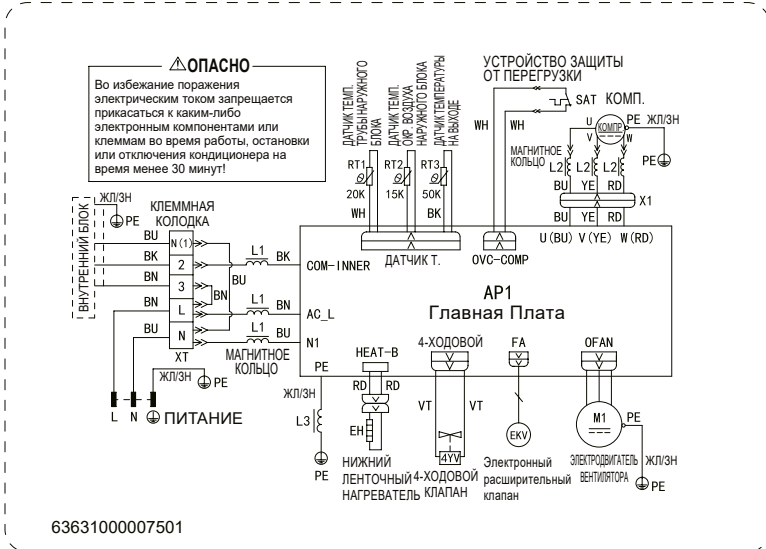 ⚠ОПАСНО
Во избежание поражения
электрическим током запрещается
прикасаться к каким-либо
электронным компонентами или
клеммам во время работы, остановки
или отключения кондиционера на
время менее 30 минут!
ДАТЧИК ТЕМП.
ТРУБЫ НАРУЖНОГО
БЛОКА
ДАТЧИК ТЕМП.
ОКР. ВОЗДУХА
НАРУЖНОГО БЛОКА
ДАТЧИК ТЕМПЕРАТУРЫ
НА ВЫХОДЕ
УСТРОЙСТВО ЗАЩИТЫ
ОТ ПЕРЕГРУЗКИ
SAT КОМП.
WH WH
U КОМПР PE ЖЛ/ЗН
V W
МАГНИТНОЕ
КОЛЬЦО
PE
L2 L2 L2
BU YE RD
X1
BU YE RD
U(BU) V(YE) W(RD)
RT1 RT2 RT3
20K 15K 50K
WH BK
ДАТЧИК Т.
OVC-COMP
ЖЛ/ЗН
PE
КЛЕММНАЯ
КОЛОДКА
ВНУТРЕННИЙ БЛОК
BU N(1)
BK 2 L1 BK COM-INNER
BU
BN 3
BN
BN L L1 BN AC_L
BU N L1 BU N1
XT
МАГНИТНОЕ
КОЛЬЦО
ЖЛ/ЗН PE
L N ПИТАНИЕ
AP1
Главная Плата
PE
HEAT-B
4-ХОДОВОЙ
FA
OFAN
ЖЛ/ЗН
L3
PE
RD RD
EH
НИЖНИЙ
ЛЕНТОЧНЫЙ
НАГРЕВАТЕЛЬ
VT VT
4YV
4-ХОДОВОЙ
КЛАПАН
EKV
Электронный
расширительный
клапан
M1
PE
ЖЛ/ЗН
PE
ЭЛЕКТРОДВИГАТЕЛЬ
ВЕНТИЛЯТОРА
63631000007501